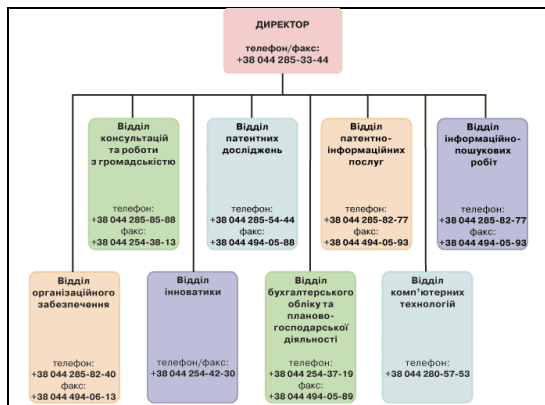 ДИРЕКТОР
телефон/факс:
+38 044 285-33-44
Відділ
консультацій
та роботи
з громадськістю
телефон:
+38 044 285-85-88
факс:
+38 044 254-38-13
Відділ
патентних
досліджень
телефон:
+38 044 285-54-44
факс:
+38 044 494-05-88
Відділ
патентно-
інформаційних
послуг
телефон:
+38 044 285-82-77
факс:
+38 044 494-05-93
Відділ
інформаційно-
пошукових
робіт
телефон:
+38 044 285-82-77
факс:
+38 044 494-05-93
Відділ
організаційного
забезпечення
телефон:
+38 044 285-82-40
факс:
+38 044 494-06-13
Відділ
інноватики
телефон/факс:
+38 044 254-42-30
Відділ
бухгалтерського
обліку та
планово-
господарської
діяльності
телефон:
+38 044 254-37-19
факс:
+38 044 494-05-89
Відділ
комп'ютерних
технологій
телефон:
+38 044 280-57-53